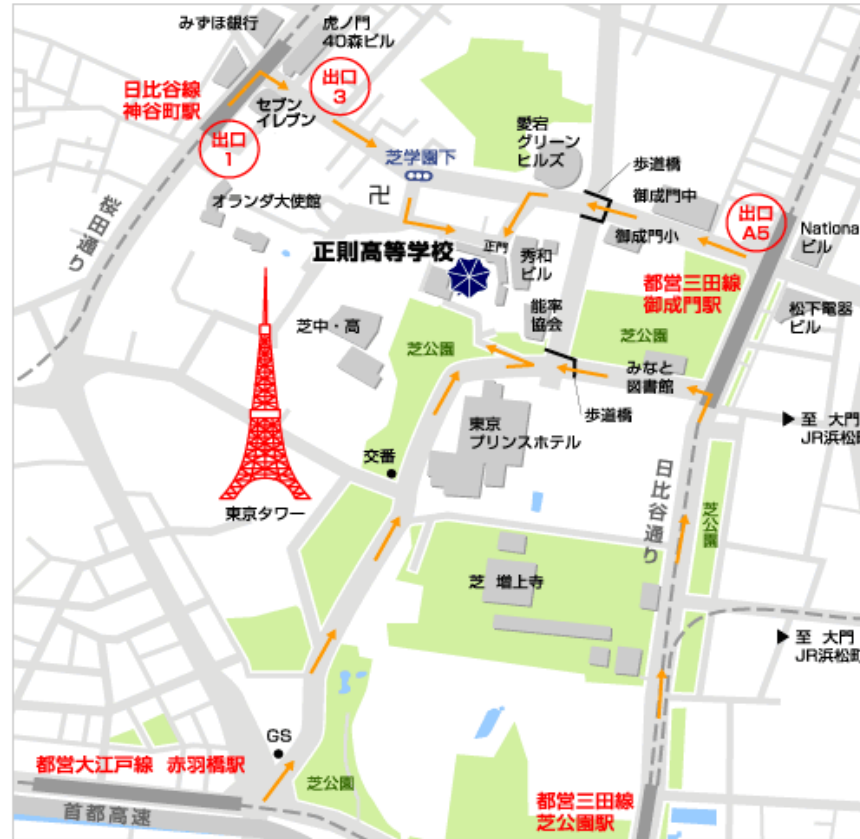 みずほ銀行
虎ノ門
40森ビル
日比谷線
神谷町駅
出口
3
セブン
イレブン
出口
1
愛宕
グリーン
ヒルズ
歩道橋
芝学園下
卍
御成門中
オランダ大使館
出口
A5
桜田通り
正門
御成門小
Nationa
ビル
正則高等学校
秀和
ビル
都営三田線
御成門駅
能率
協会
松下電器
ビル
芝中・高
芝公園
芝公園
みなと
図書館
歩道橋
東京
プリンスホテル
至 大門
JR浜松町
交番
日比谷通り
芝公園
東京タワー
芝 増上寺
至 大門
JR浜松町
GS
都営大江戸線 赤羽橋駅
芝公園
都営三田線
芝公園駅
首都高速